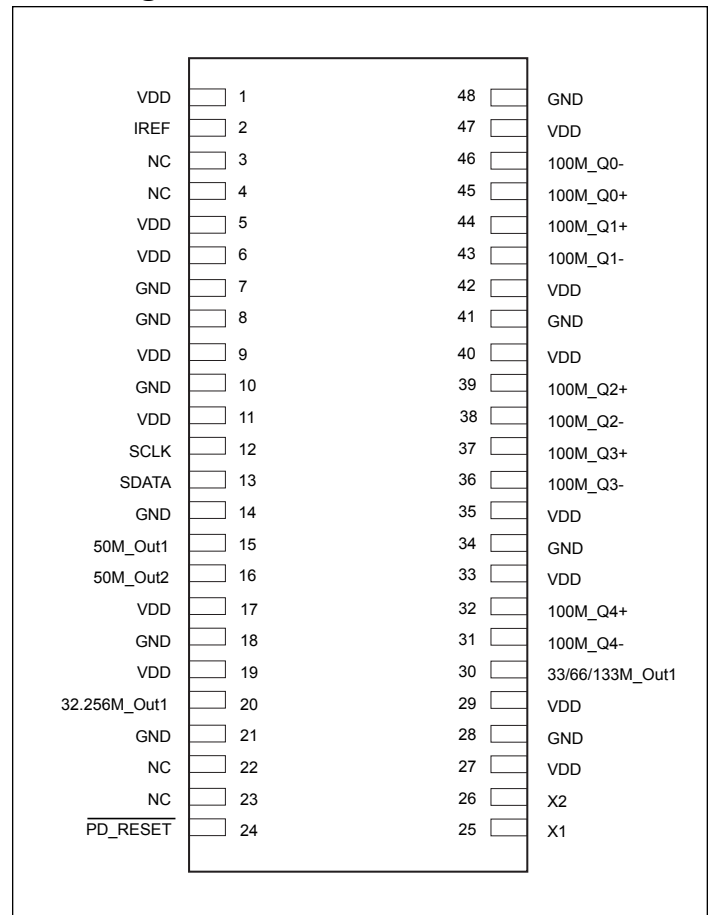 VDD 1 48 GND
IREF 2 47 VDD
NC 3 46 100M_Q0-
NC 4 45 100M_Q0+
VDD 5 44 100M_Q1+
VDD 6 43 100M_Q1-
GND 7 42 VDD
GND 8 41 GND
VDD 9 40 VDD
GND 10 39 100M_Q2+
VDD 11 38 100M_Q2-
SCLK 12 37 100M_Q3+
SDATA 13 36 100M_Q3-
GND 14 35 VDD
50M_Out1 15 34 GND
50M_Out2 16 33 VDD
VDD 17 32 100M_Q4+
GND 18 31 100M_Q4-
VDD 19 30 33/66/133M_Out1
32.256M_Out1 20 29 VDD
GND 21 28 GND
NC 22 27 VDD
NC 23 26 X2
PD_RESET 24 25 X1